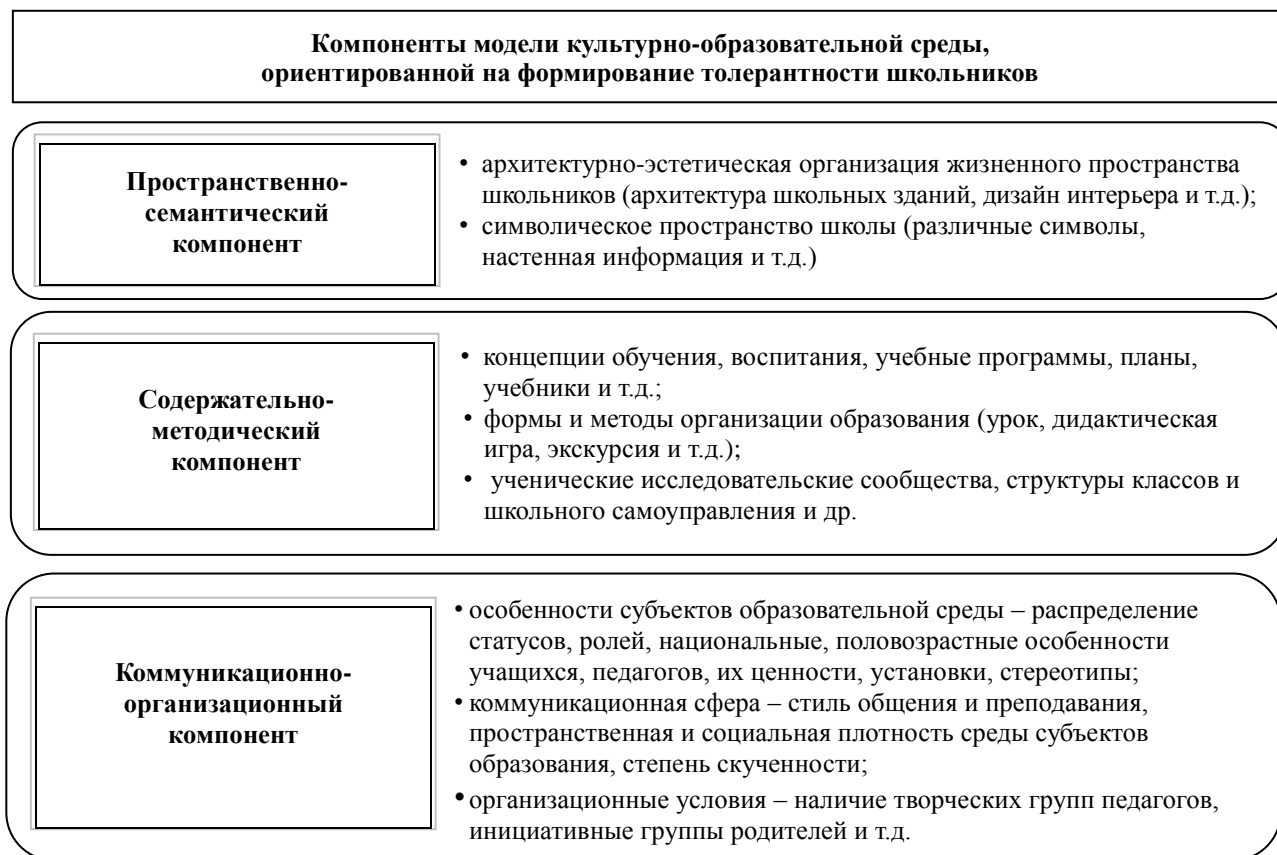 Компоненты модели культурно-образовательной среды,
ориентированной на формирование толерантности школьников
Пространственно-
семантический
компонент
• архитектурно-эстетическая организация жизненного пространства
школьников (архитектура школьных зданий, дизайн интерьера и т.д.);
• символическое пространство школы (различные символы,
настенная информация и т.д.)
Содержательно-
методический
компонент
• концепции обучения, воспитания, учебные программы, планы,
учебники и т.д.;
• формы и методы организации образования (урок, дидактическая
игра, экскурсия и т.д.);
• ученические исследовательские сообщества, структуры классов и
школьного самоуправления и др.
Коммуникационно-
организационный
компонент
• особенности субъектов образовательной среды – распределение
статусов, ролей, национальные, половозрастные особенности
учащихся, педагогов, их ценности, установки, стереотипы;
• коммуникационная сфера – стиль общения и преподавания,
пространственная и социальная плотность среды субъектов
образования, степень скученности;
• организационные условия – наличие творческих групп педагогов,
инициативные группы родителей и т.д.